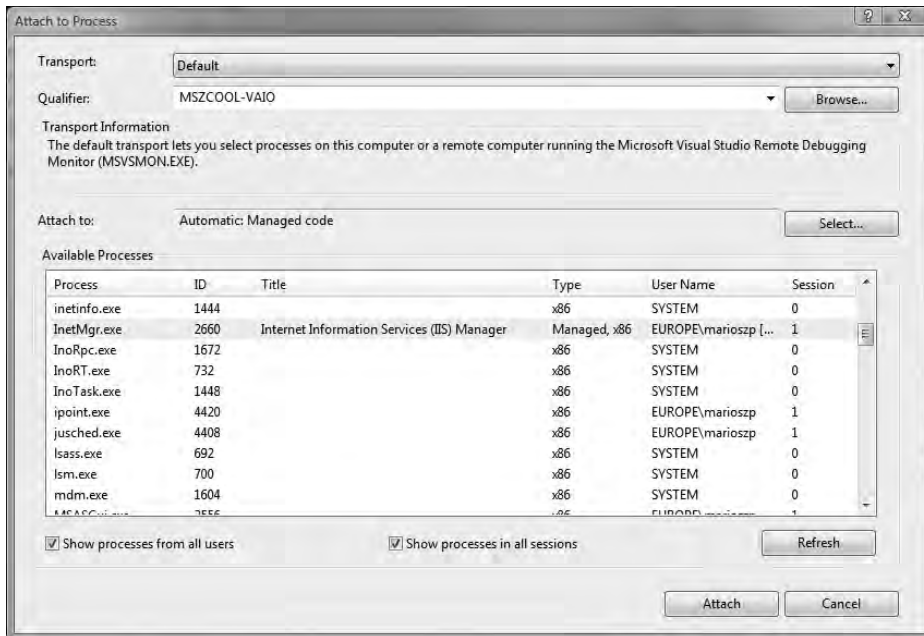 Attach to Process
Transport: Default
Qualifier: MSZCOOL-VAIO Browse...
Transport Information
The default transport lets you select processes on this computer or a remote computer running the Microsoft Visual Studio Remote Debugging
Monitor (MSVSMON.EXE).
Attach to: Automatic: Managed code Select...
Available Processes
Process ID Title Type User Name Session
inetinfo.exe 1444 x86 SYSTEM 0
InetMgr.exe 2660 Internet Information Services (IIS) Manager Managed, x86 EUROPE\marioszp [... 1
InoRpc.exe 1672 x86 SYSTEM 0
InoRT.exe 732 x86 SYSTEM 0
InoTask.exe 1448 x86 SYSTEM 0
ipoint.exe 4420 x86 EUROPE\marioszp 1
jusched.exe 4408 x86 EUROPE\marioszp 1
lsass.exe 692 x86 SYSTEM 0
lsm.exe 700 x86 SYSTEM 0
mdm.exe 1604 x86 SYSTEM 0
Show processes from all users Show processes in all sessions Refresh
Attach Cancel